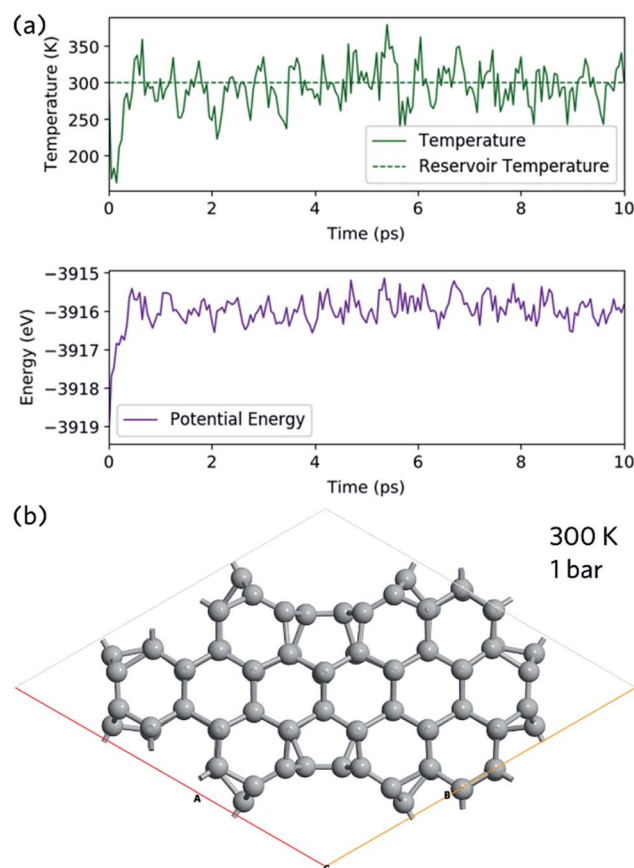 (a)
350
300
250
200
Temperature (K)
Temperature
Reservoir Temperature
0 2 4 6 8 10
Time (ps)
−3915
−3916
−3917
−3918
−3919
Energy (eV)
Potential Energy
0 2 4 6 8 10
Time (ps)
(b)
300 K
1 bar
A
B